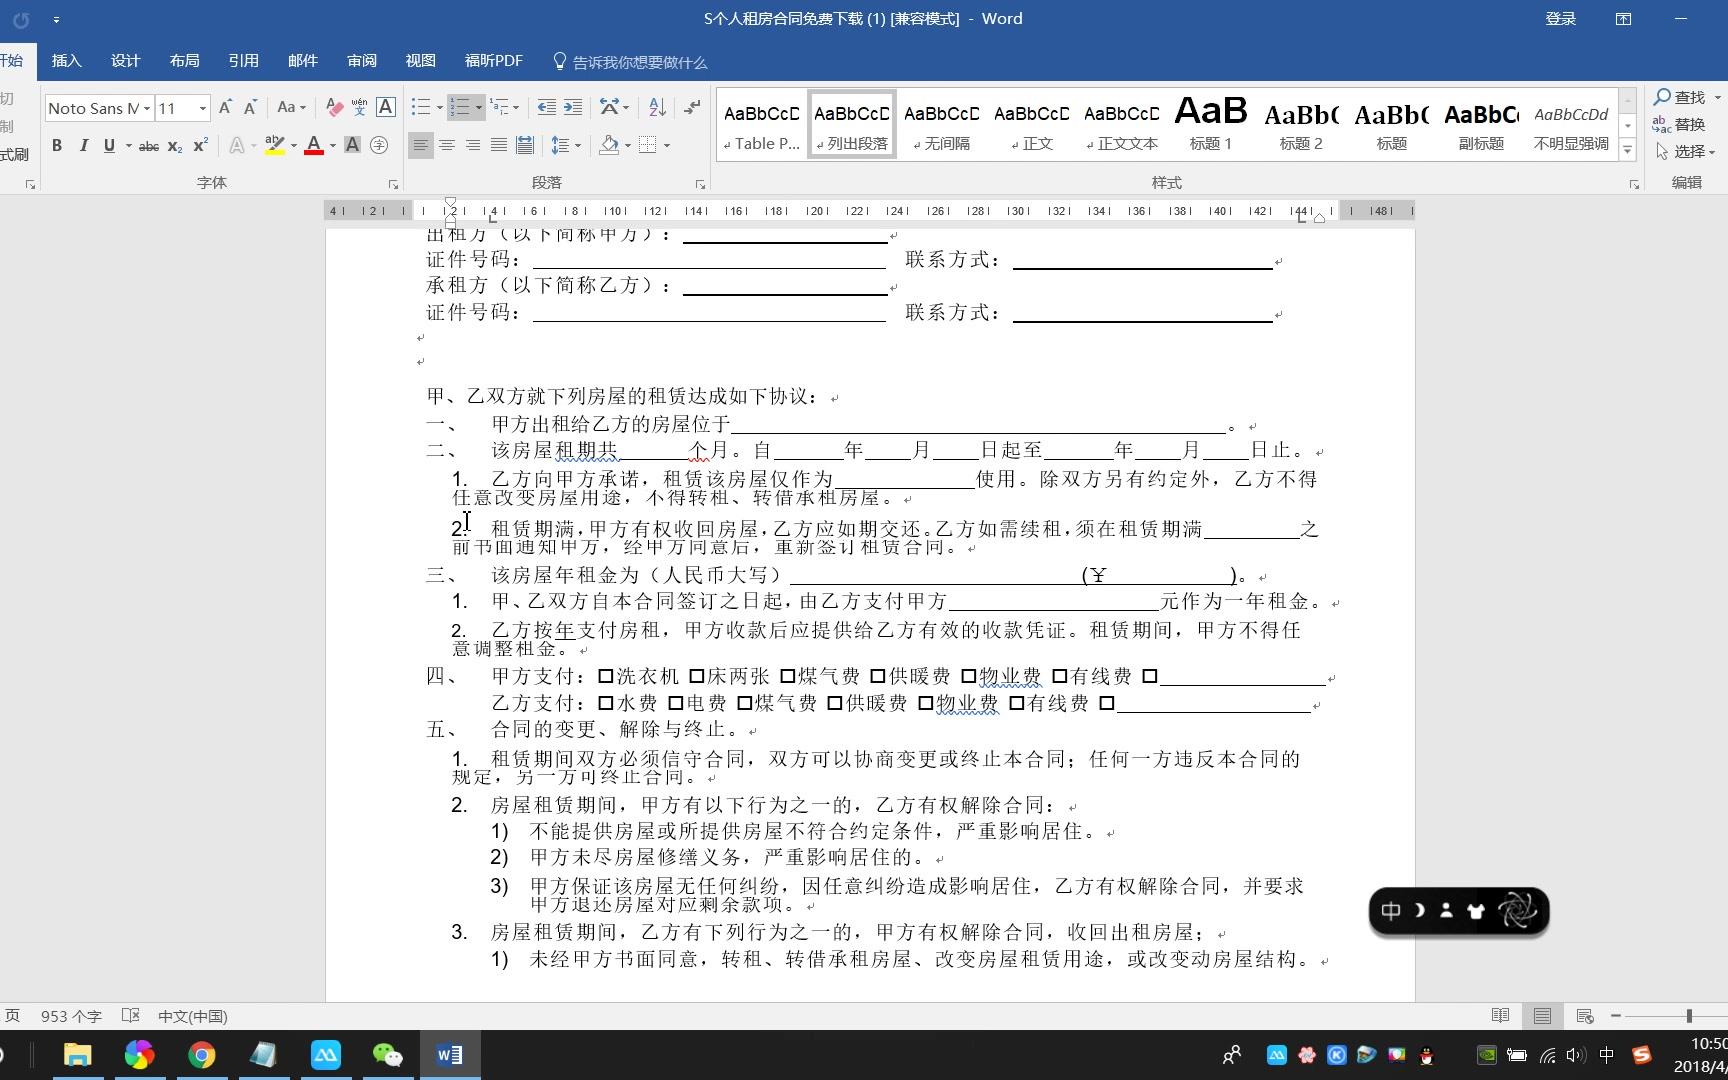 S个人租房合同免费下载 (1) [兼容模式] - Word
登录
插入 设计 布局 引用 邮件 审阅 视图 福昕PDF 告诉我你想要做什么
Noto Sans M 11
字体
段落
AaBbCcD AaBbCcD AaBbCcD AaBbCcD AaBbCcD AaB AaBb( AaBb( AaBbC AaBbCcDd
Table P... 列出段落 无间隔 正文 正文文本 标题 1 标题 2 标题 副标题 不明显强调
样式
查找
替换
选择
编辑
4 2 2 4 6 8 10 12 14 16 18 20 22 24 26 28 30 32 34 36 38 40 42 44 48
出租方（以下简称甲方）：
证件号码： 联系方式：
承租方（以下简称乙方）：
证件号码： 联系方式：
甲、乙双方就下列房屋的租赁达成如下协议：
一、 甲方出租给乙方的房屋位于 。
二、 该房屋租期共 个月。自 年 月 日起至 年 月 日止。
1. 乙方向甲方承诺，租赁该房屋仅作为 使用。除双方另有约定外，乙方不得
任意改变房屋用途，不得转租、转借承租房屋。
2. 租赁期满，甲方有权收回房屋，乙方应如期交还。乙方如需续租，须在租赁期满 之
前书面通知甲方，经甲方同意后，重新签订租赁合同。
三、 该房屋年租金为（人民币大写） (￥ )。
1. 甲、乙双方自本合同签订之日起，由乙方支付甲方 元作为一年租金。
2. 乙方按年支付房租，甲方收款后应提供给乙方有效的收款凭证。租赁期间，甲方不得任
意调整租金。
四、 甲方支付：□洗衣机 □床两张 □煤气费 □供暖费 □物业费 □有线费 □
乙方支付：□水费 □电费 □煤气费 □供暖费 □物业费 □有线费 □
五、 合同的变更、解除与终止。
1. 租赁期间双方必须信守合同，双方可以协商变更或终止本合同；任何一方违反本合同的
规定，另一方可终止合同。
2. 房屋租赁期间，甲方有以下行为之一的，乙方有权解除合同：
1) 不能提供房屋或所提供房屋不符合约定条件，严重影响居住。
2) 甲方未尽房屋修缮义务，严重影响居住的。
3) 甲方保证该房屋无任何纠纷，因任意纠纷造成影响居住，乙方有权解除合同，并要求
甲方退还房屋对应剩余款项。
3. 房屋租赁期间，乙方有下列行为之一的，甲方有权解除合同，收回出租房屋；
1) 未经甲方书面同意，转租、转借承租房屋、改变房屋租赁用途，或改变动房屋结构。
中
页 953 个字 中文(中国)
中
10:50
2018/4/